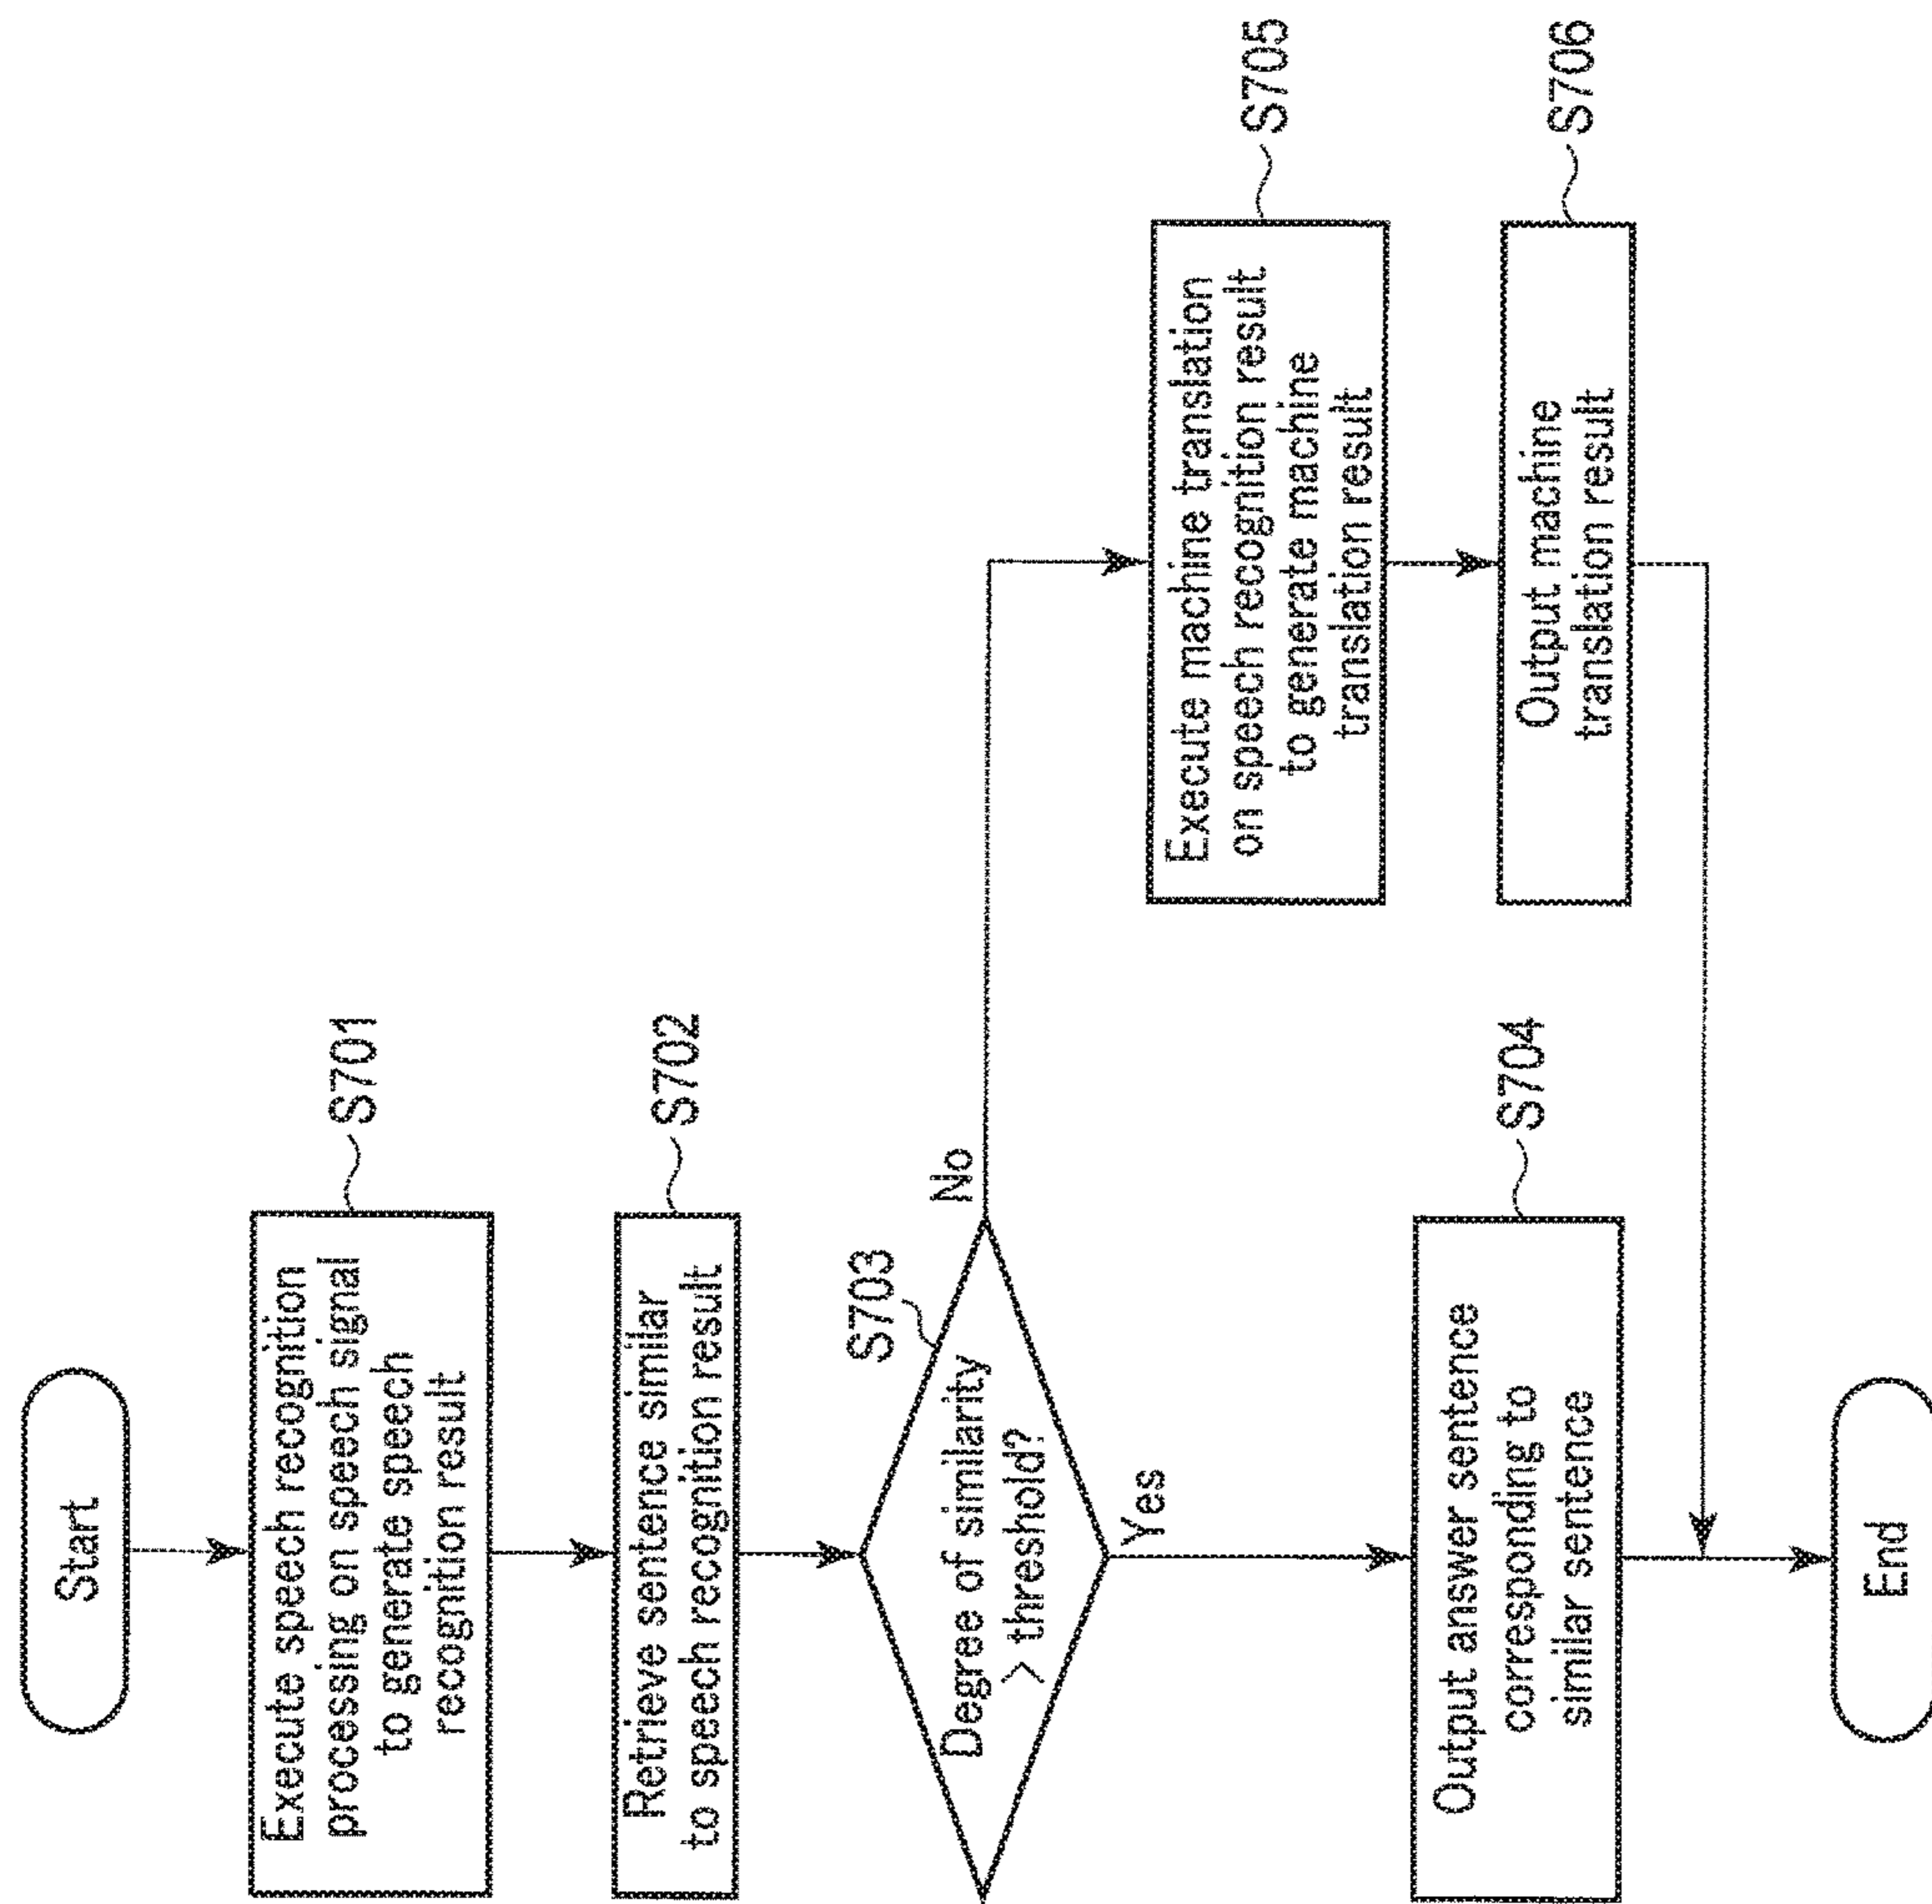 Start
Execute speech recognition
processing on speech signal
to generate speech
recognition result
S701
Retrieve sentence similar
to speech recognition result
S702
S703
Degree of similarity
> threshold?
No
Yes
Output answer sentence
corresponding to
similar sentence
S704
Execute machine translation
on speech recognition result
to generate machine
translation result
S705
Output machine
translation result
S706
End